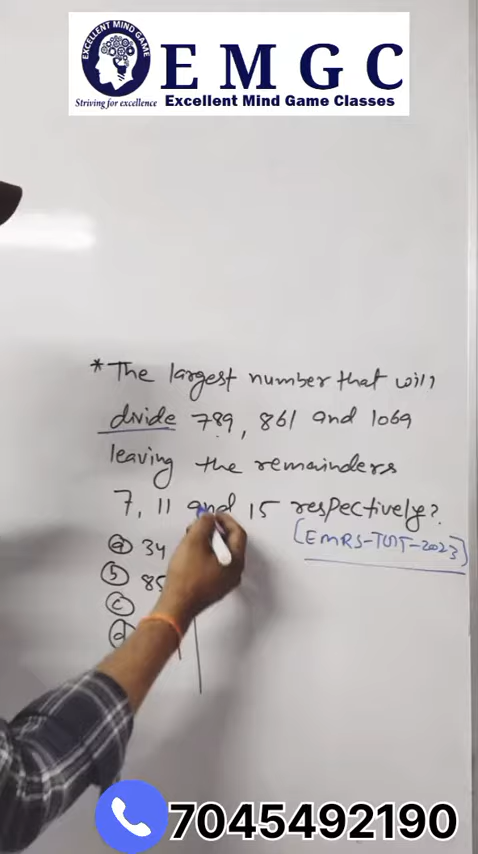 EXCELLENT MIND GAME
EMGC
Striving for excellence
Excellent Mind Game Classes
* The largest number that will
divide 789, 861 and 1069
leaving the remainders
7, 11 and 15 respectively?
[EMRS-TGT-2023]
ⓐ 34
ⓑ 85
ⓒ
ⓓ
7045492190